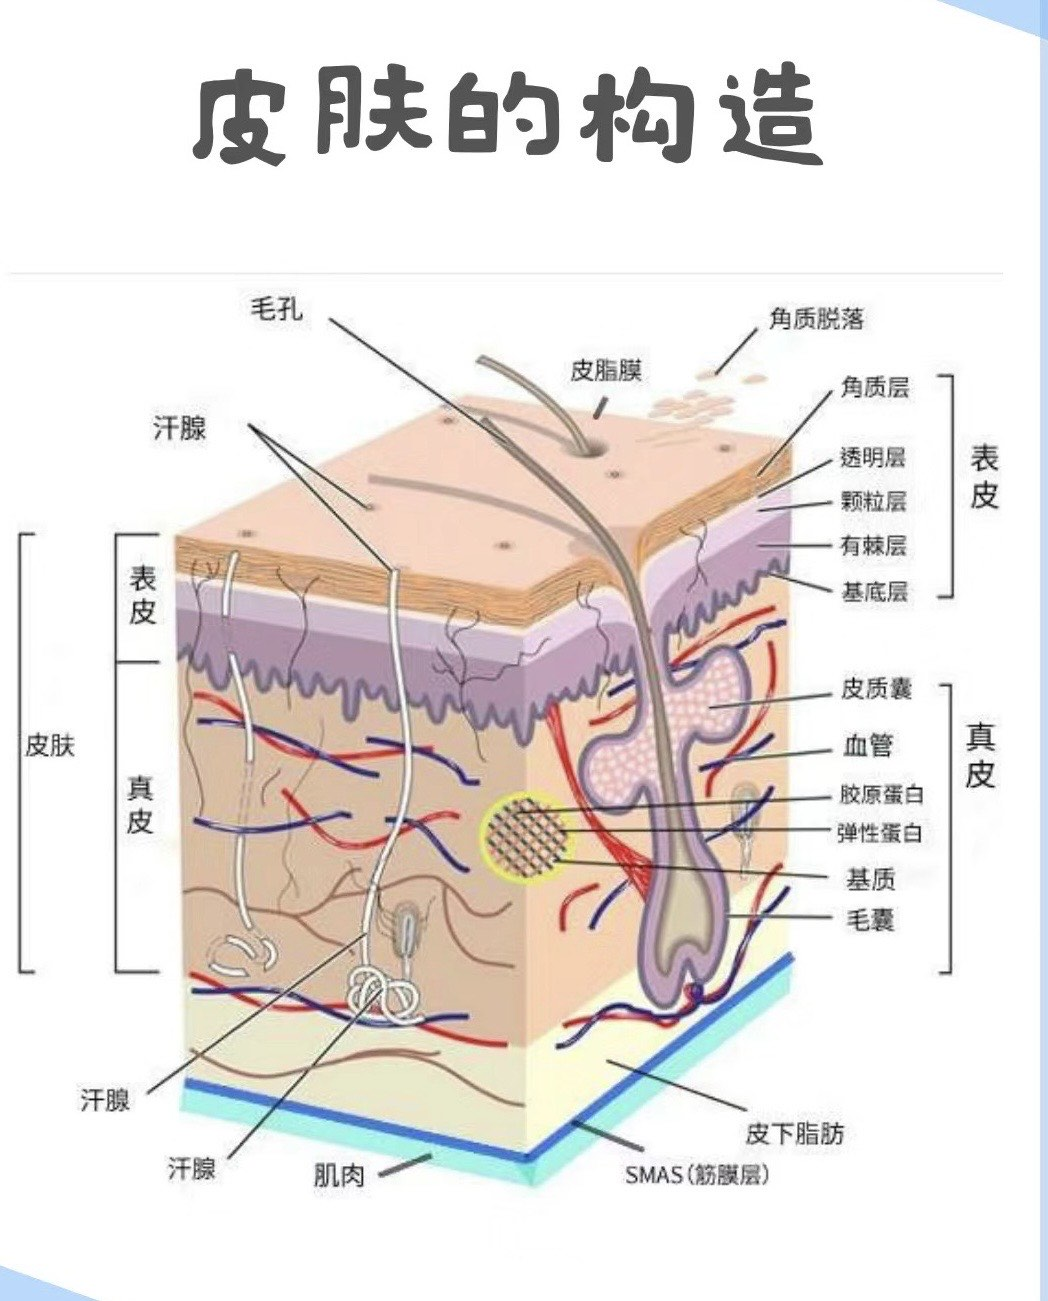 皮肤的构造
毛孔
角质脱落
皮脂膜
角质层
汗腺
透明层
表皮
颗粒层
有棘层
表皮
基底层
皮质囊
皮肤
血管
真皮
真皮
胶原蛋白
弹性蛋白
基质
毛囊
汗腺
皮下脂肪
汗腺
肌肉
SMAS(筋膜层)